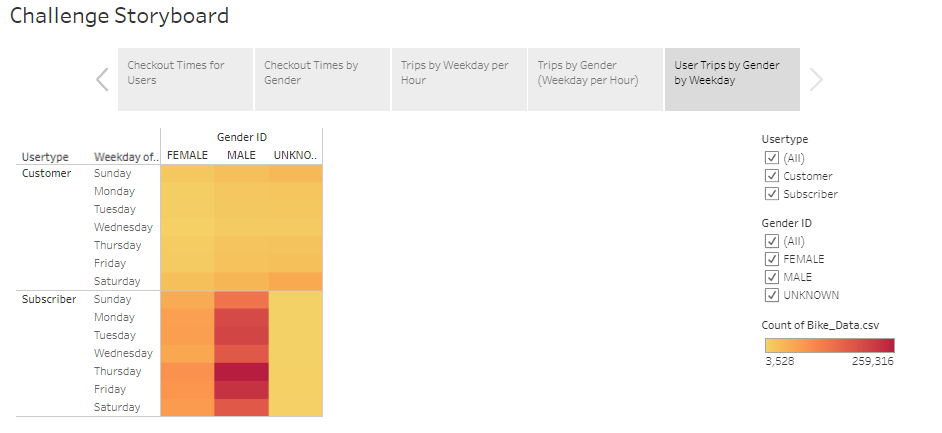 Challenge Storyboard
Checkout Times for
Users
Checkout Times by
Gender
Trips by Weekday per
Hour
Trips by Gender
(Weekday per Hour)
User Trips by Gender
by Weekday
Gender ID
Usertype Weekday of.. FEMALE MALE UNKNO..
Customer Sunday
Monday
Tuesday
Wednesday
Thursday
Friday
Saturday
Subscriber Sunday
Monday
Tuesday
Wednesday
Thursday
Friday
Saturday
Usertype
(All)
Customer
Subscriber
Gender ID
(All)
FEMALE
MALE
UNKNOWN
Count of Bike_Data.csv
3,528 259,316